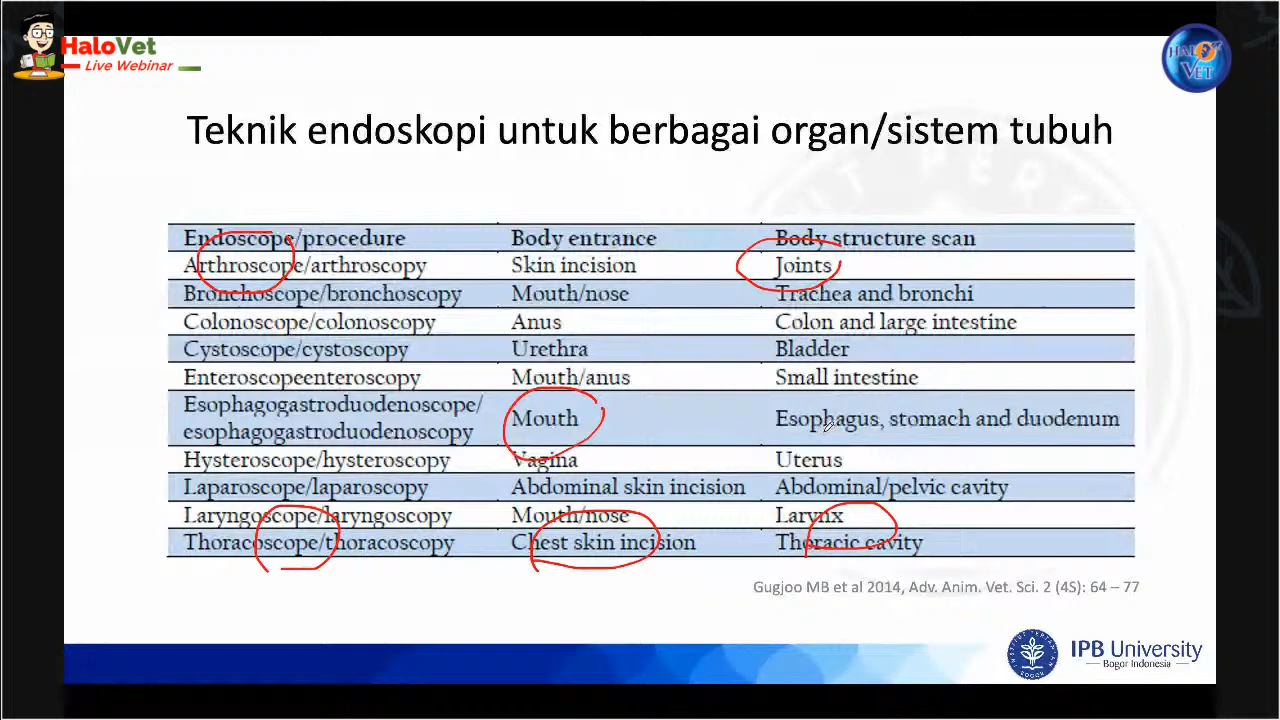 HaloVet
Live Webinar
HALO
VET
Teknik endoskopi untuk berbagai organ/sistem tubuh
Endoscope/procedure Body entrance Body structure scan
Arthroscope/arthroscopy Skin incision Joints
Bronchoscope/bronchoscopy Mouth/nose Trachea and bronchi
Colonoscope/colonoscopy Anus Colon and large intestine
Cystoscope/cystoscopy Urethra Bladder
Enteroscopeenteroscopy Mouth/anus Small intestine
Esophagogastroduodenoscope/
esophagogastroduodenoscopy Mouth Esophagus, stomach and duodenum
Hysteroscope/hysteroscopy Vagina Uterus
Laparoscope/laparoscopy Abdominal skin incision Abdominal/pelvic cavity
Laryngoscope/laryngoscopy Mouth/nose Larynx
Thoracoscope/thoracoscopy Chest skin incision Thoracic cavity
Gugjoo MB et al 2014, Adv. Anim. Vet. Sci. 2 (4S): 64 – 77
IPB University
Bogor Indonesia